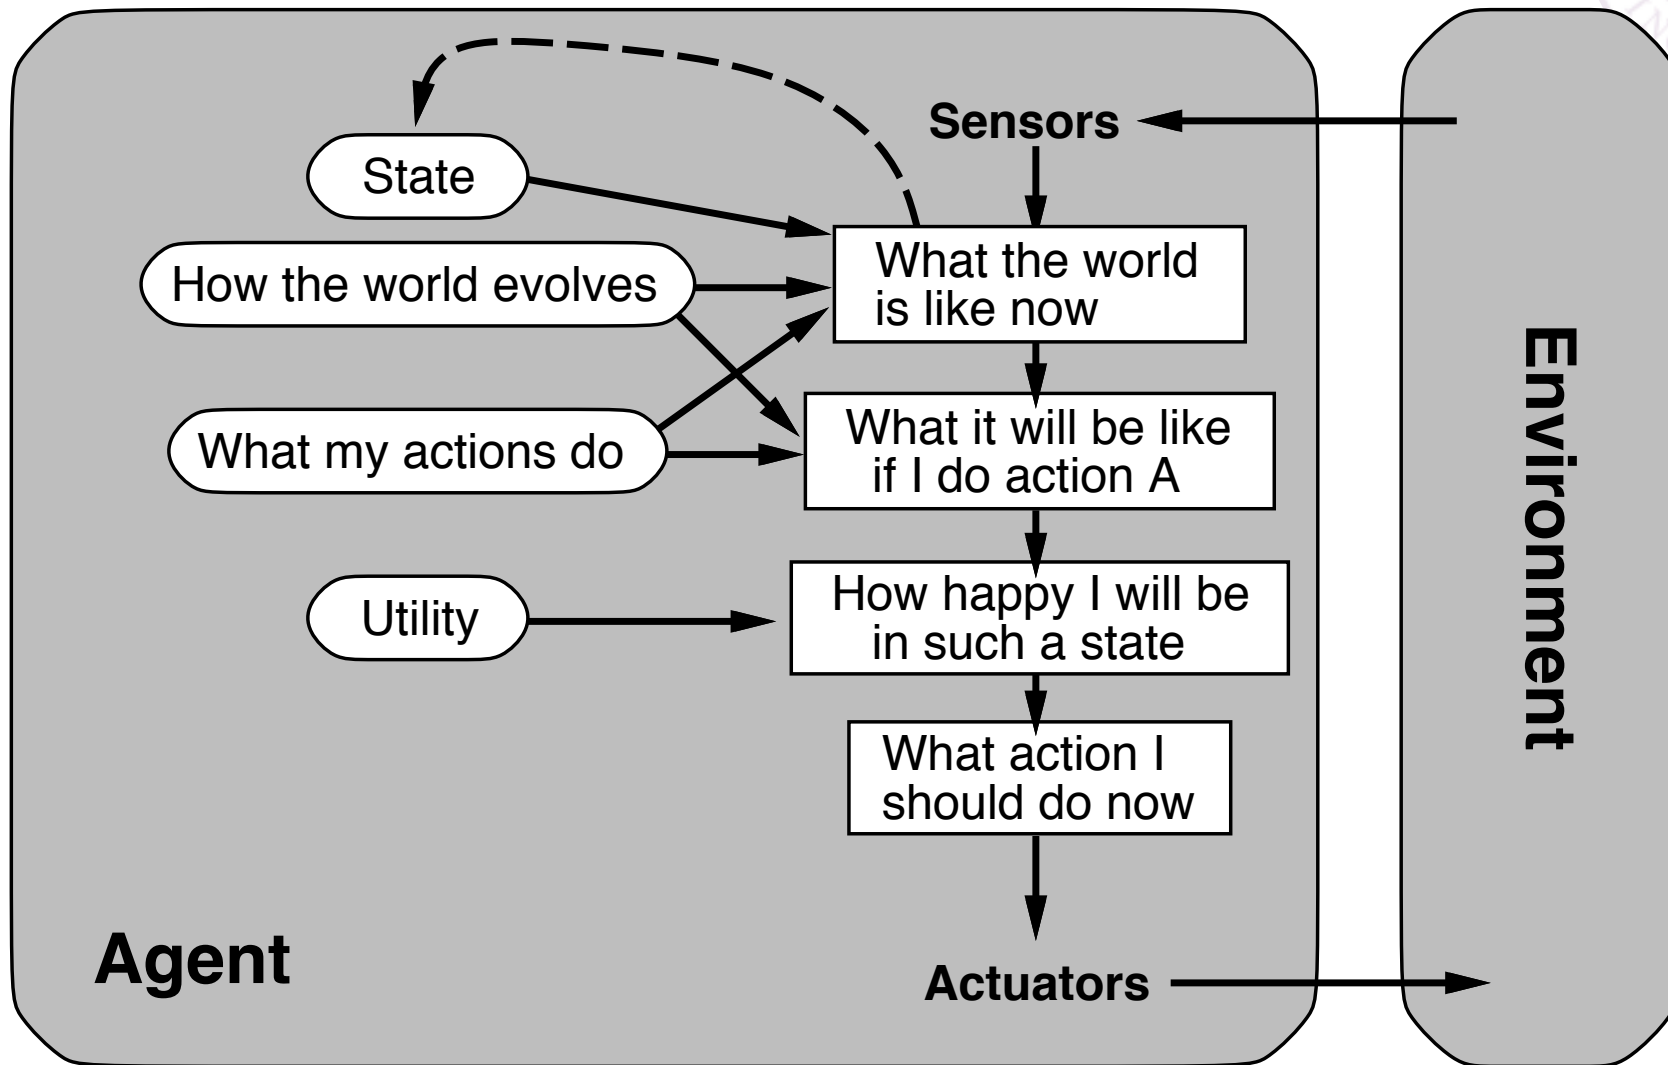 Sensors
State
What the world
is like now
How the world evolves
What it will be like
if I do action A
What my actions do
How happy I will be
in such a state
Utility
What action I
should do now
Agent
Actuators
Environment